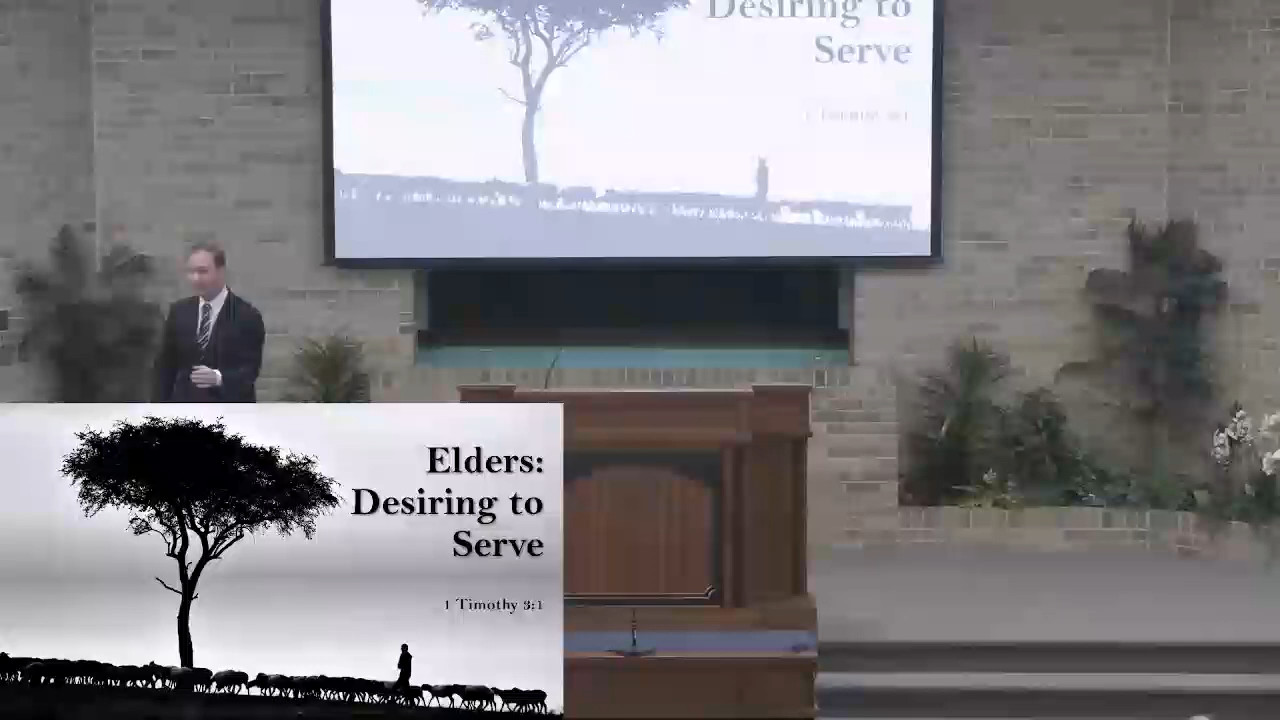 Desiring to
Serve
Elders:
Desiring to
Serve
1 Timothy 3:1